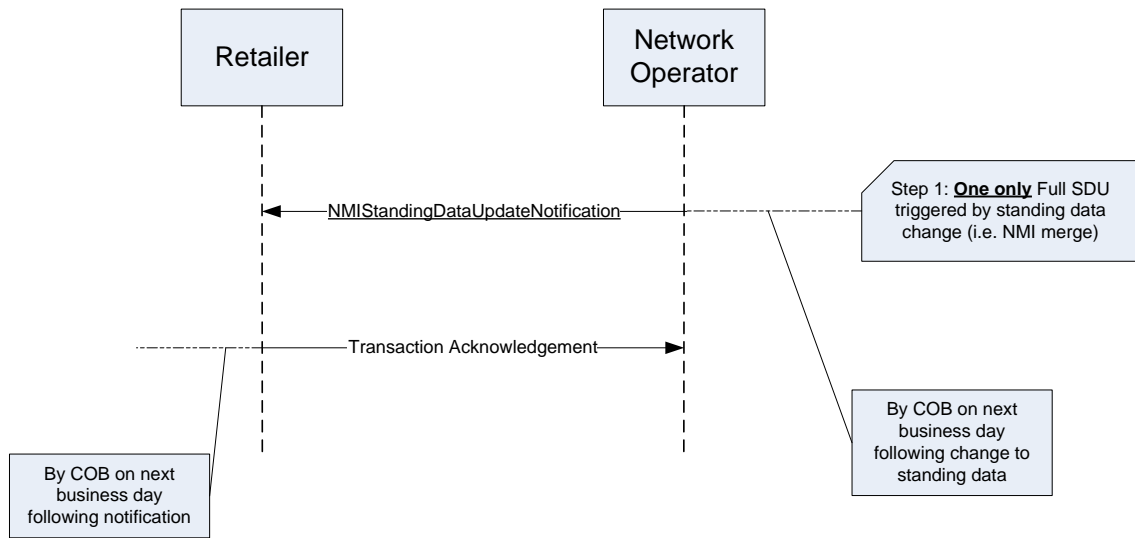 Retailer
Network
Operator
Step 1: One only Full SDU
triggered by standing data
change (i.e. NMI merge)
NMIStandingDataUpdateNotification
Transaction Acknowledgement
By COB on next
business day
following change to
standing data
By COB on next
business day
following notification